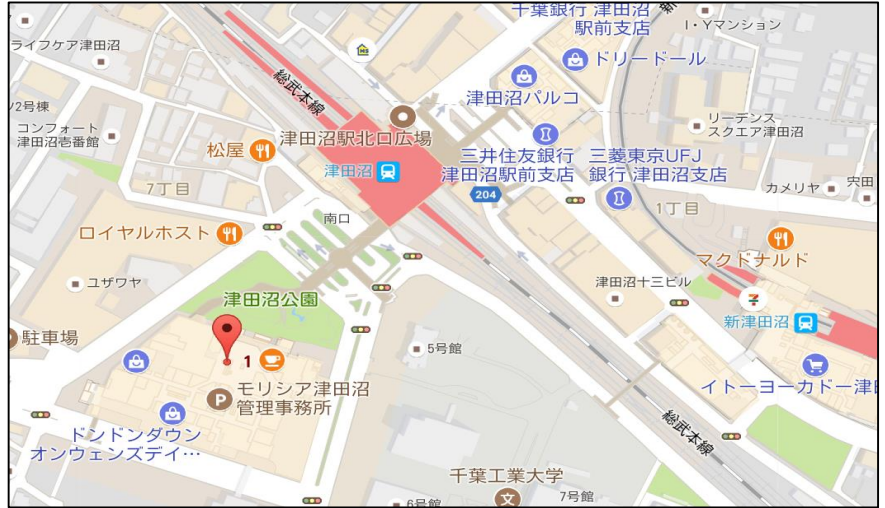 千葉銀行 津田沼
駅前支店
I・Yマンション
ライフケア津田沼
ドリードール
総武本線
津田沼パルコ
2号棟
コンフォート
津田沼壱番館
津田沼駅北口広場
リーデンス
スクエア津田沼
松屋
三井住友銀行
津田沼駅前支店
三菱東京UFJ
銀行 津田沼支店
津田沼
7丁目
204
カメリヤ
穴田
1丁目
南口
ロイヤルホスト
マクドナルド
ユザワヤ
津田沼十三ビル
津田沼公園
7
新津田沼
駐車場
5号館
1
モリシア津田沼
管理事務所
P
イトーヨーカドー津田
ドンドンダウン
オンウェンズデイ…
総武本線
千葉工業大学
文
6号館
7号館